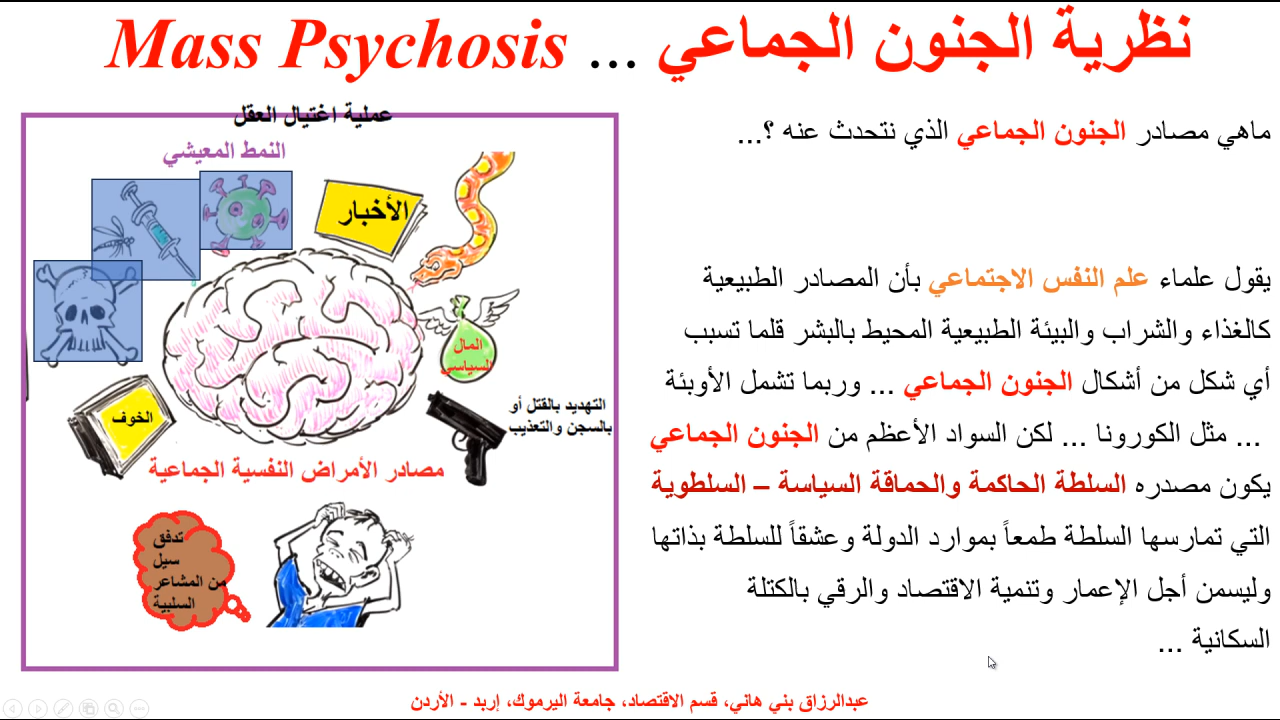 نظرية الجنون الجماعي ... Mass Psychosis
ماهي مصادر الجنون الجماعي الذي نتحدث عنه ؟...
يقول علماء علم النفس الاجتماعي بأن المصادر الطبيعية
كالغذاء والشراب والبيئة الطبيعية المحيط بالبشر قلما تسبب
أي شكل من أشكال الجنون الجماعي ... وربما تشمل الأوبئة
... مثل الكورونا ... لكن السواد الأعظم من الجنون الجماعي
يكون مصدره السلطة الحاكمة والحماقة السياسة – السلطوية
التي تمارسها السلطة طمعاً بموارد الدولة وعشقاً للسلطة بذاتها
وليسمن أجل الإعمار وتنمية الاقتصاد والرقي بالكتلة
السكانية ...
عملية اغتيال العقل
النمط المعيشي
الأخبار
المال
السياسي
الخوف
التهديد بالقتل أو
بالسجن والتعذيب
مصادر الأمراض النفسية الجماعية
تدفق
سيل
من المشاعر
السلبية
عبدالرزاق بني هاني، قسم الاقتصاد، جامعة اليرموك، إربد - الأردن